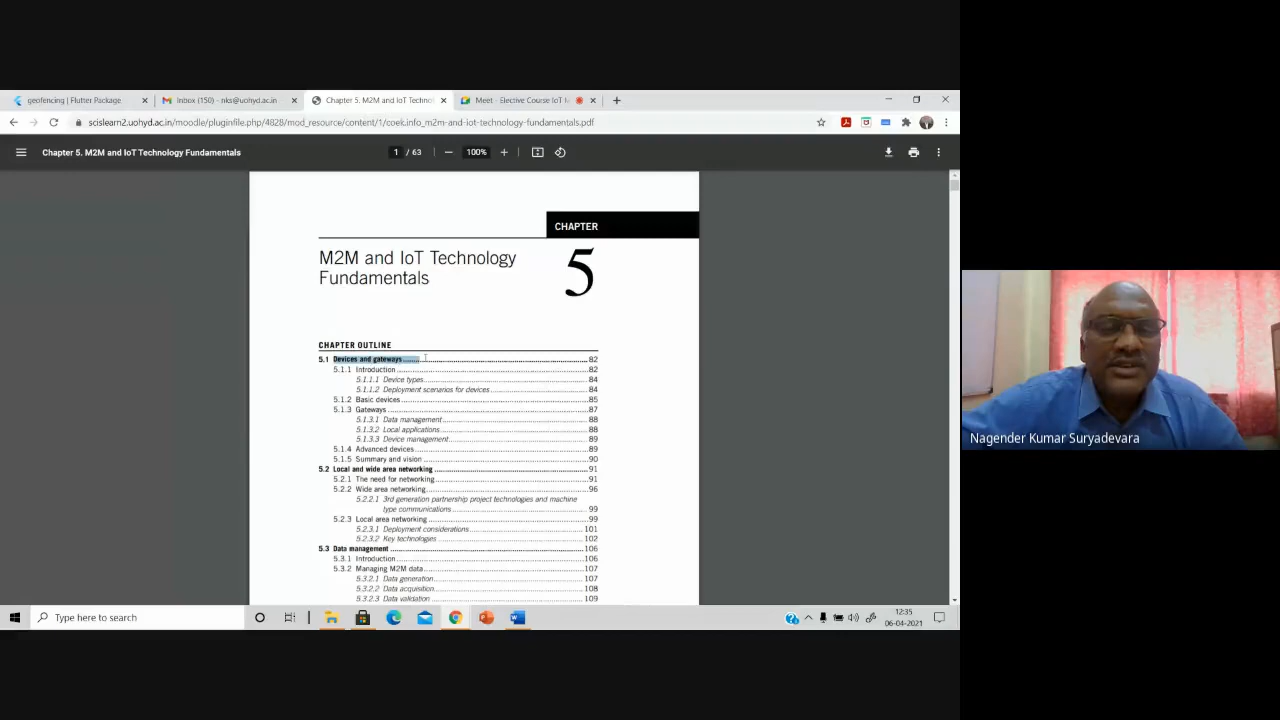 geofencing | Flutter Package
Inbox (150) - nks@uohyd.ac.in
Chapter 5. M2M and IoT Techno
Meet - Elective Course IoT
scislearn2.uohyd.ac.in/moodle/pluginfile.php/4828/mod_resource/content/1/coek.info_m2m-and-iot-technology-fundamentals.pdf
Chapter 5. M2M and IoT Technology Fundamentals
1 / 63
100%
CHAPTER
M2M and IoT Technology
Fundamentals
5
CHAPTER OUTLINE
5.1 Devices and gateways 82
5.1.1 Introduction 82
5.1.1.1 Device types 84
5.1.1.2 Deployment scenarios for devices 84
5.1.2 Basic devices 85
5.1.3 Gateways 87
5.1.3.1 Data management 88
5.1.3.2 Local applications 88
5.1.3.3 Device management 89
5.1.4 Advanced devices 89
5.1.5 Summary and vision 90
5.2 Local and wide area networking 91
5.2.1 The need for networking 91
5.2.2 Wide area networking 96
5.2.2.1 3rd generation partnership project technologies and machine
type communications 99
5.2.3 Local area networking 99
5.2.3.1 Deployment considerations 101
5.2.3.2 Key technologies 102
5.3 Data management 106
5.3.1 Introduction 106
5.3.2 Managing M2M data 107
5.3.2.1 Data generation 107
5.3.2.2 Data acquisition 108
5.3.2.3 Data validation 109
Nagender Kumar Suryadevara
Type here to search
12:35
06-04-2021